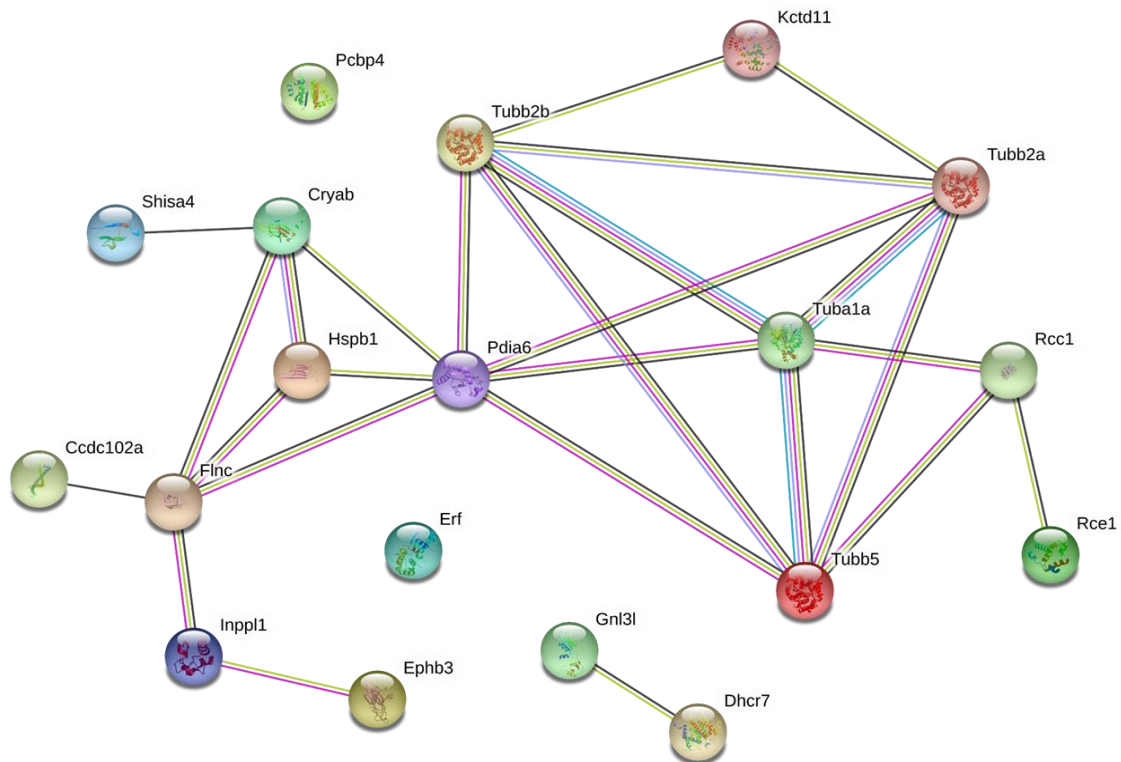 Kctd11
Pcbp4
Tubb2b
Tubb2a
Shisa4
Cryab
Tuba1a
Hspb1
Pdia6
Rcc1
Ccdc102a
Flnc
Erf
Rce1
Tubb5
Inppl1
Gnl3l
Ephb3
Dhcr7